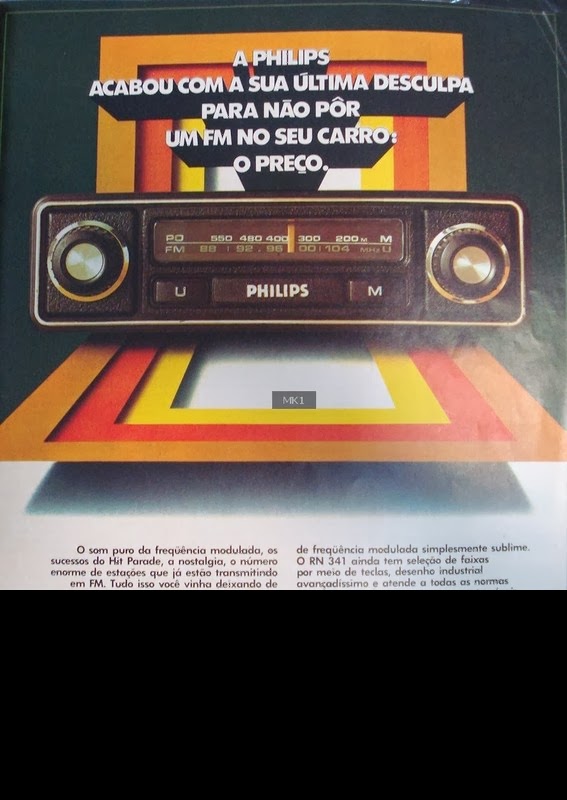 A PHILIPS
ACABOU COM A SUA ÚLTIMA DESCULPA
PARA NÃO PÔR
UM FM NO SEU CARRO:
O PREÇO.
PO 550 480 400 300 200 M M
FM 88 92 96 100 104 MHz U
U PHILIPS M
MK1
O som puro da freqüência modulada, os
sucessos do Hit Parade, a nostalgia, o número
enorme de estações que já estão transmitindo
em FM. Tudo isso você vinha deixando de
de freqüência modulada simplesmente sublime.
O RN 341 ainda tem seleção de faixas
por meio de teclas, desenho industrial
avançadíssimo e atende a todas as normas